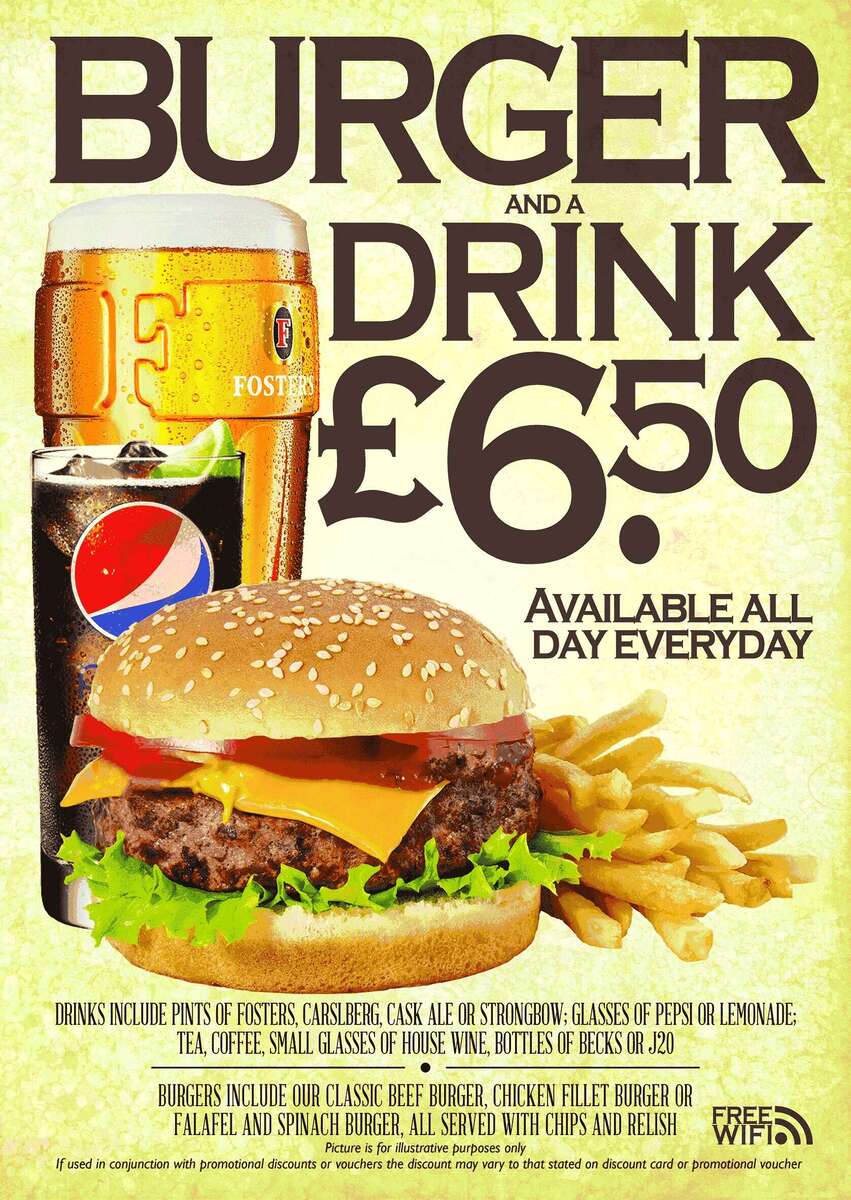 BURGER
AND A
DRINK
£6.50
F
F
FOSTER'S
AVAILABLE ALL
DAY EVERYDAY
DRINKS INCLUDE PINTS OF FOSTERS, CARSLBERG, CASK ALE OR STRONGBOW; GLASSES OF PEPSI OR LEMONADE;
TEA, COFFEE, SMALL GLASSES OF HOUSE WINE, BOTTLES OF BECKS OR J20
BURGERS INCLUDE OUR CLASSIC BEEF BURGER, CHICKEN FILLET BURGER OR
FALAFEL AND SPINACH BURGER, ALL SERVED WITH CHIPS AND RELISH
FREE
WIFI
Picture is for illustrative purposes only
If used in conjunction with promotional discounts or vouchers the discount may vary to that stated on discount card or promotional voucher